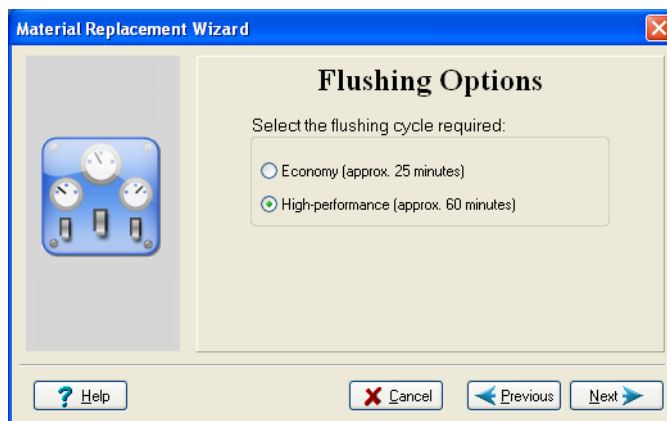 Material Replacement Wizard
Flushing Options
Select the flushing cycle required:
Economy (approx. 25 minutes)
High-performance (approx. 60 minutes)
? Help
Cancel
Previous
Next